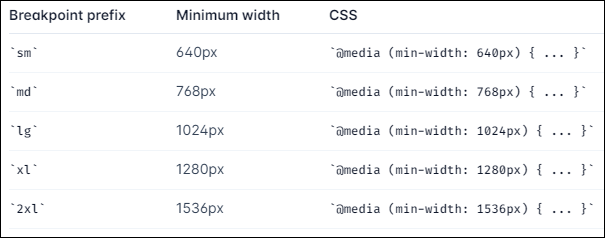 Breakpoint prefix Minimum width CSS
`sm` 640px `@media (min-width: 640px) { ... }`
`md` 768px `@media (min-width: 768px) { ... }`
`lg` 1024px `@media (min-width: 1024px) { ... }`
`xl` 1280px `@media (min-width: 1280px) { ... }`
`2xl` 1536px `@media (min-width: 1536px) { ... }`